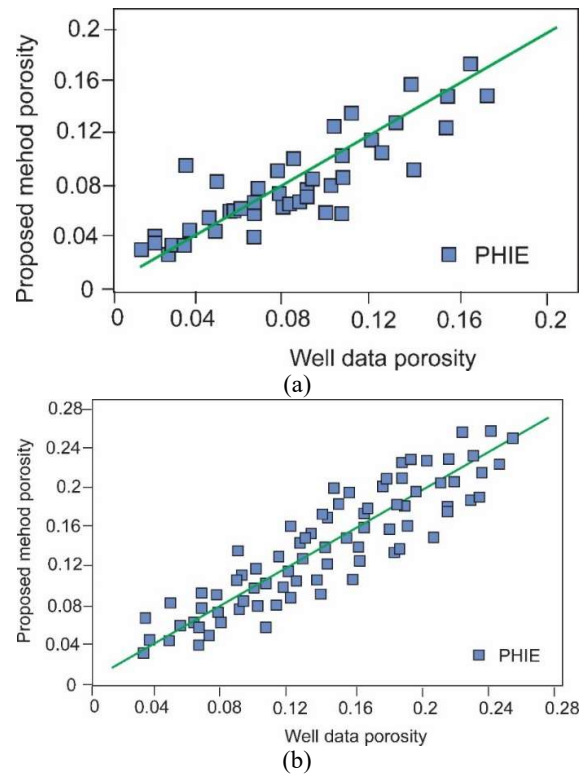 0.2
0.16
0.12
0.08
0.04
0
Proposed mehod porosity
PHIE
0 0.04 0.08 0.12 0.16 0.2
Well data porosity
(a)
0.28
0.24
0.2
0.16
0.12
0.08
0.04
0
Proposed mehod porosity
PHIE
0 0.04 0.08 0.12 0.16 0.2 0.24 0.28
Well data porosity
(b)